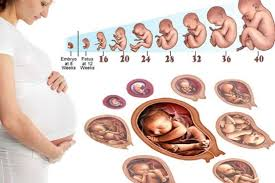 Embryo at 8 Weeks
Fetus at 12 Weeks
16 20 24 28 32 36 40